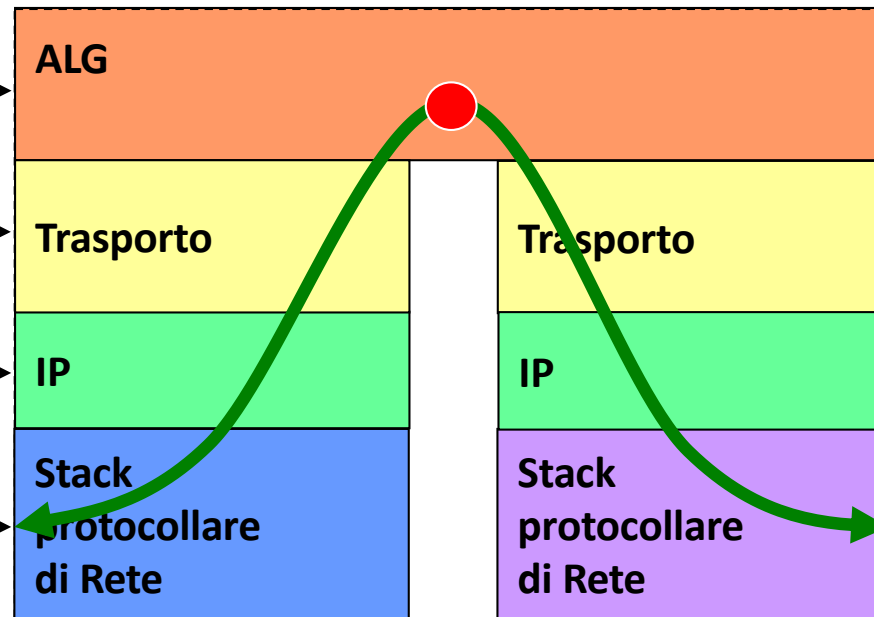 ALG
Trasporto
Trasporto
IP
IP
Stack
protocollare
di Rete
Stack
protocollare
di Rete